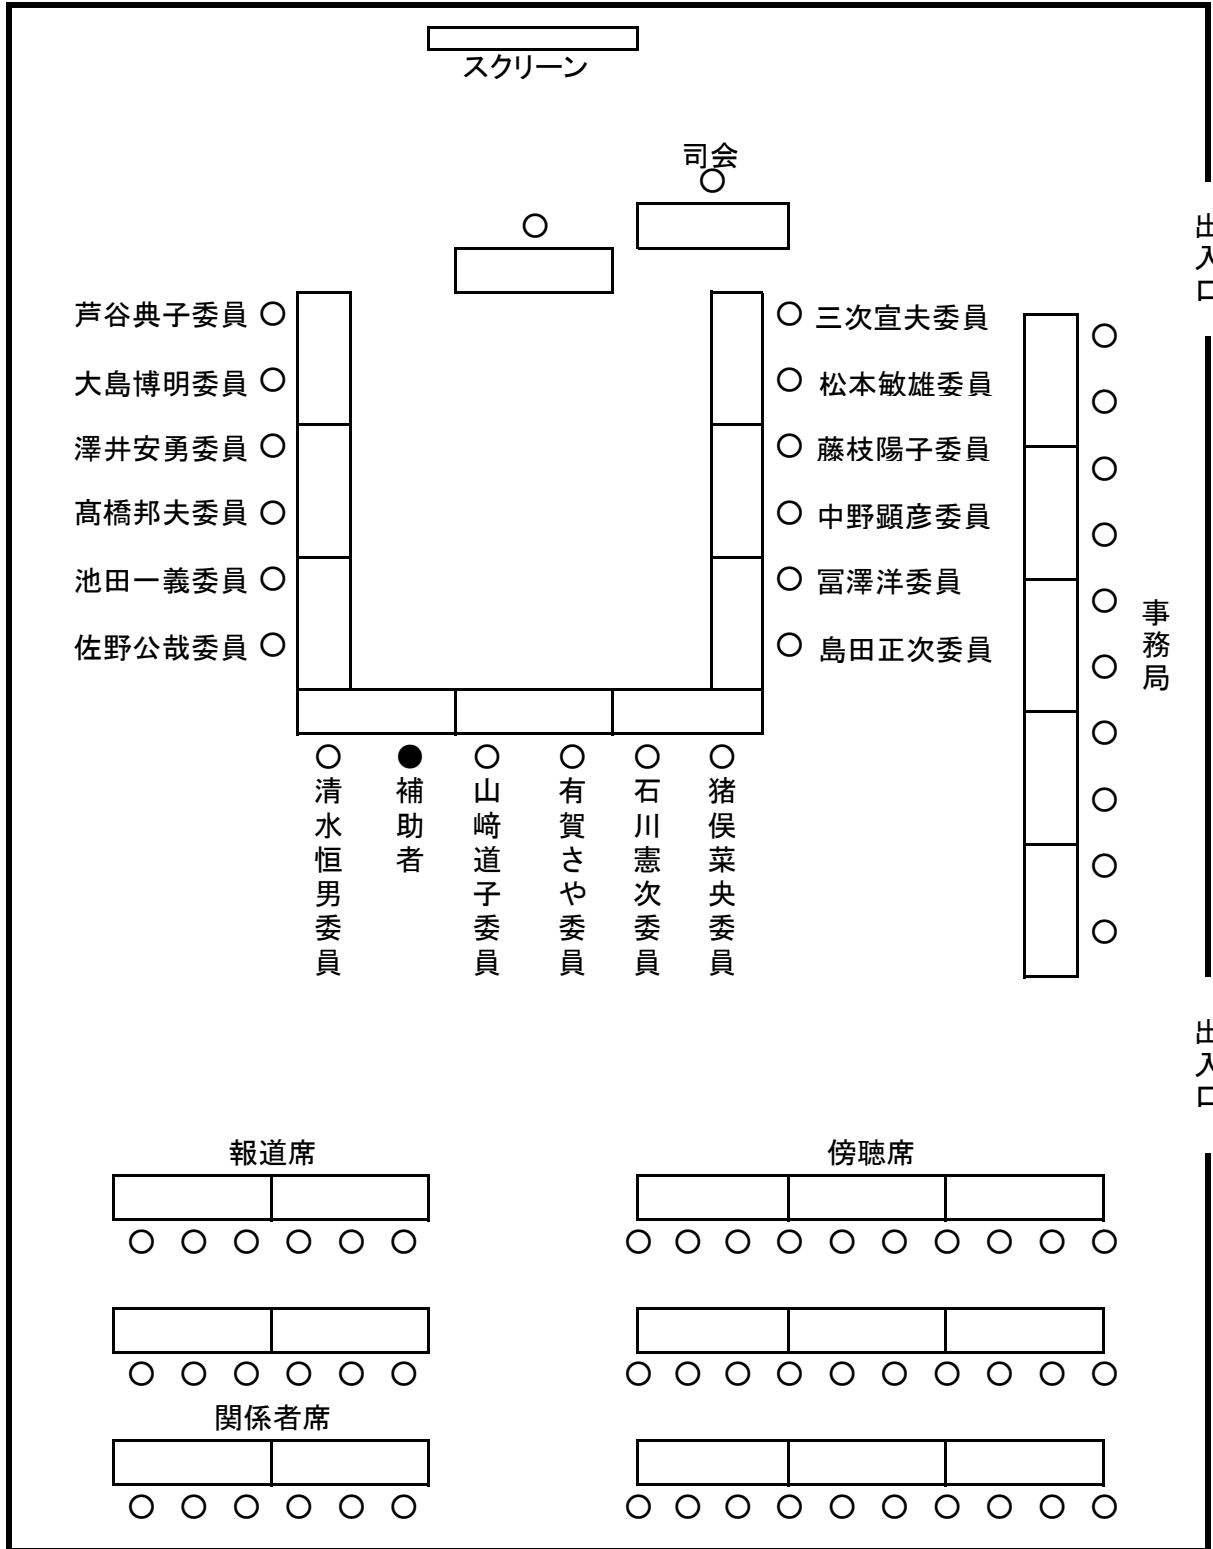 スクリーン
司会
出入口
芦谷典子委員
三次宣夫委員
大島博明委員
松本敏雄委員
澤井安勇委員
藤枝陽子委員
髙橋邦夫委員
中野顕彦委員
池田一義委員
冨澤洋委員
佐野公哉委員
島田正次委員
事務局
清水恒男委員
補助者
山﨑道子委員
有賀さや委員
石川憲次委員
猪俣菜央委員
出入口
報道席
傍聴席
関係者席